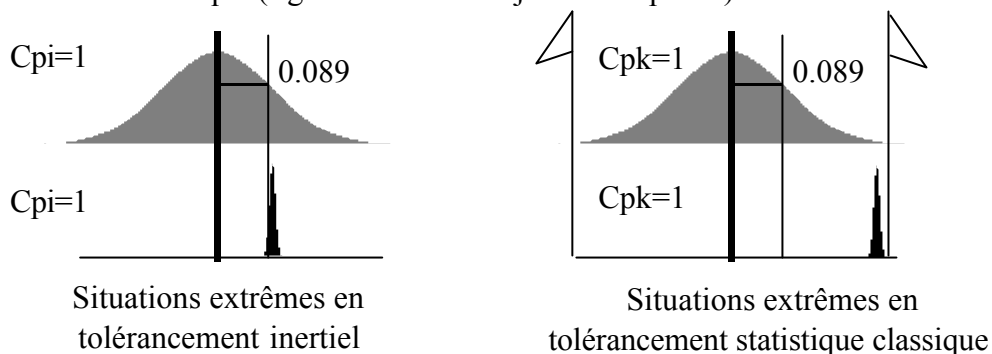 Cpi=1
0.089
Cpi=1
Situations extrêmes en
tolérancement inertiel
Cpk=1
0.089
Cpk=1
Situations extrêmes en
tolérancement statistique classique